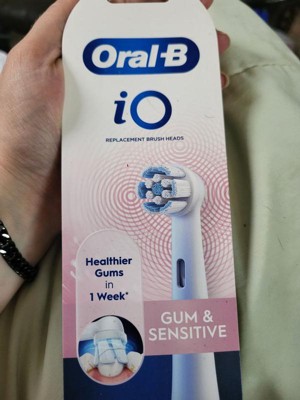 Oral-B
iO
REPLACEMENT BRUSH HEADS
Healthier
Gums
in
1 Week*
GUM &
SENSITIVE